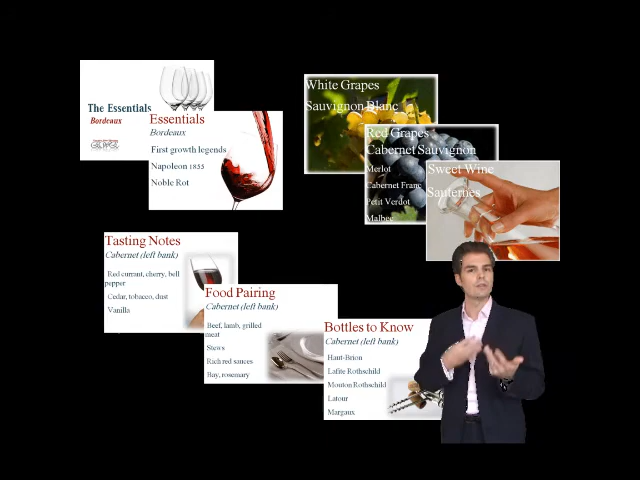 The Essentials
Bordeaux
Essentials
Bordeaux
First growth legends
Napoleon 1855
Noble Rot
White Grapes
Sauvignon Blanc
Red Grapes
Cabernet Sauvignon
Merlot
Cabernet Franc
Petit Verdot
Malbec
Sweet Wine
Sauternes
Tasting Notes
Cabernet (left bank)
Red currant, cherry, bell
pepper
Cedar, tobacco, dust
Vanilla
Food Pairing
Cabernet (left bank)
Beef, lamb, grilled
meat
Stews
Rich red sauces
Bay, rosemary
Bottles to Know
Cabernet (left bank)
Haut-Brion
Lafite Rothschild
Mouton Rothschild
Latour
Margaux